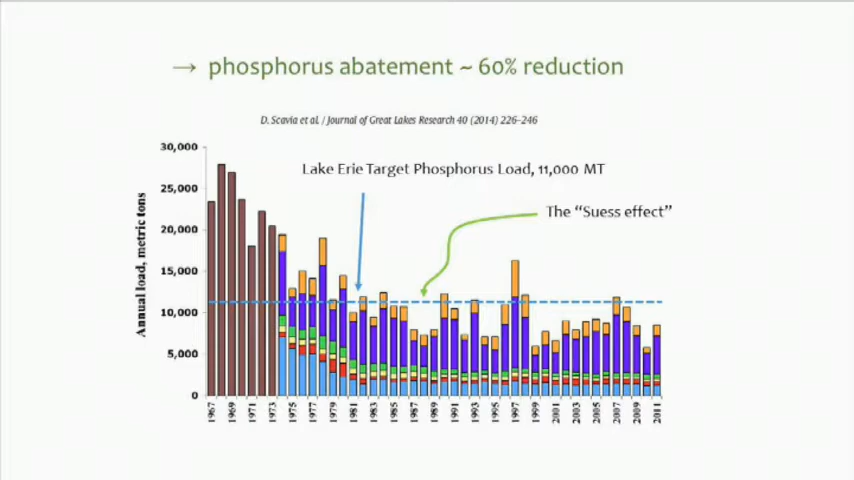 → phosphorus abatement ~ 60% reduction
D. Scavia et al. / Journal of Great Lakes Research 40 (2014) 226–246
30,000
Lake Erie Target Phosphorus Load, 11,000 MT
25,000
The “Suess effect”
20,000
15,000
10,000
5,000
0
Annual load, metric tons
1967 1969 1971 1973 1975 1977 1979 1981 1983 1985 1987 1989 1991 1993 1995 1997 1999 2001 2003 2005 2007 2009 2011